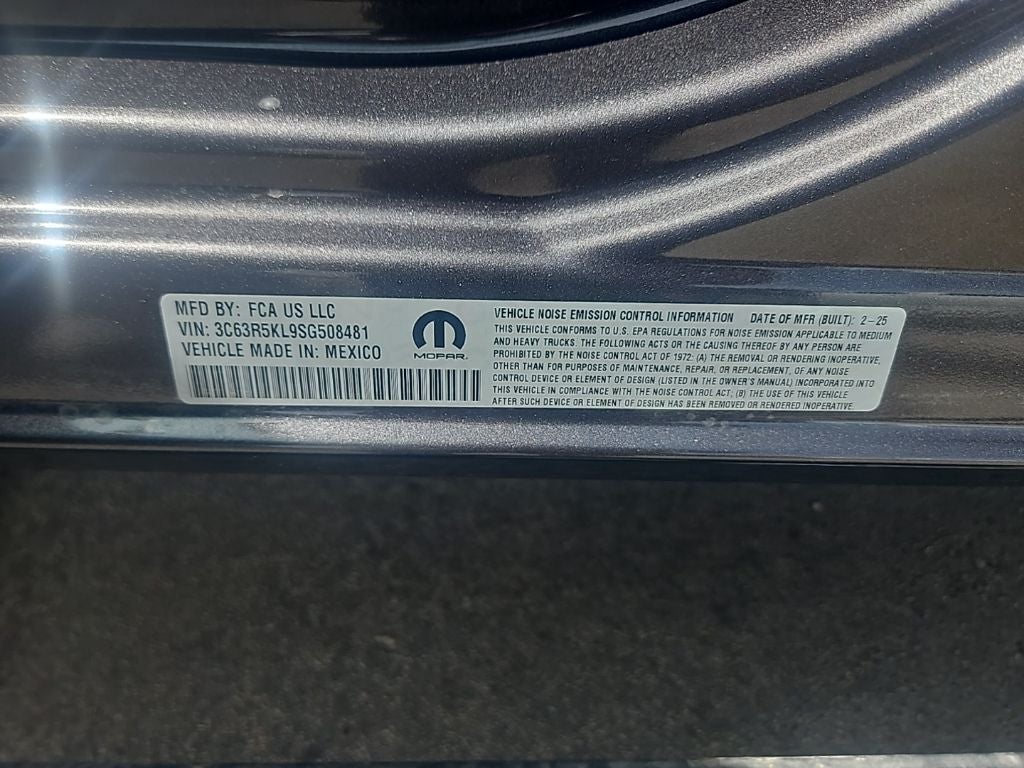 MFD BY: FCA US LLC
VIN: 3C63R5KL9SG508481
VEHICLE MADE IN: MEXICO
MOPAR
VEHICLE NOISE EMISSION CONTROL INFORMATION DATE OF MFR (BUILT): 2-25
THIS VEHICLE CONFORMS TO U.S. EPA REGULATIONS FOR NOISE EMISSION APPLICABLE TO MEDIUM
AND HEAVY TRUCKS. THE FOLLOWING ACTS OR THE CAUSING THEREOF BY ANY PERSON ARE
PROHIBITED BY THE NOISE CONTROL ACT OF 1972: (A) THE REMOVAL OR RENDERING INOPERATIVE,
OTHER THAN FOR PURPOSES OF MAINTENANCE, REPAIR, OR REPLACEMENT, OF ANY NOISE
CONTROL DEVICE OR ELEMENT OF DESIGN (LISTED IN THE OWNER'S MANUAL) INCORPORATED INTO
THIS VEHICLE IN COMPLIANCE WITH THE NOISE CONTROL ACT; (B) THE USE OF THIS VEHICLE
AFTER SUCH DEVICE OR ELEMENT OF DESIGN HAS BEEN REMOVED OR RENDERED INOPERATIVE.